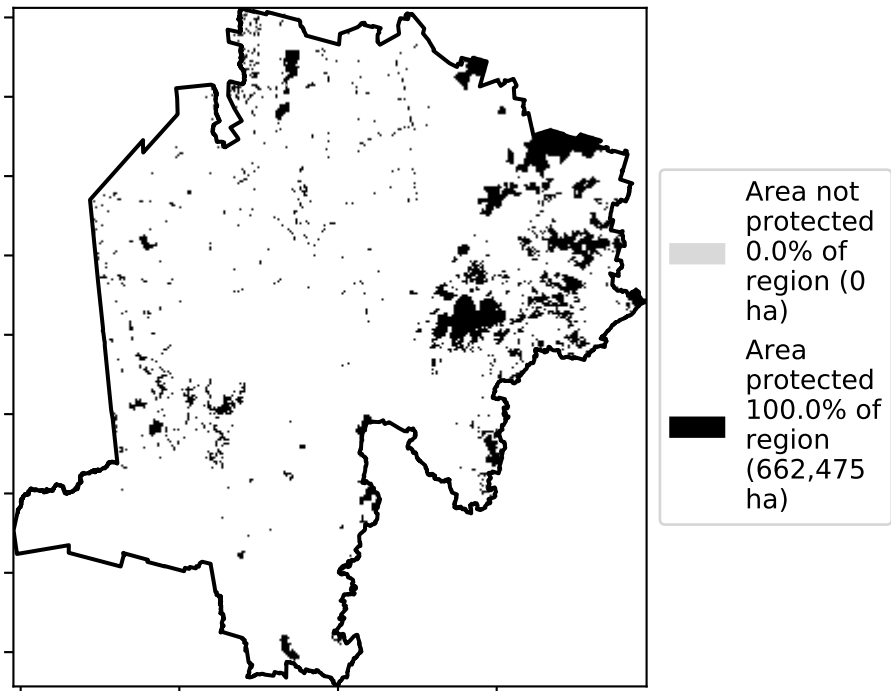 Area not
protected
0.0% of
region (0
ha)
Area
protected
100.0% of
region
(662,475
ha)